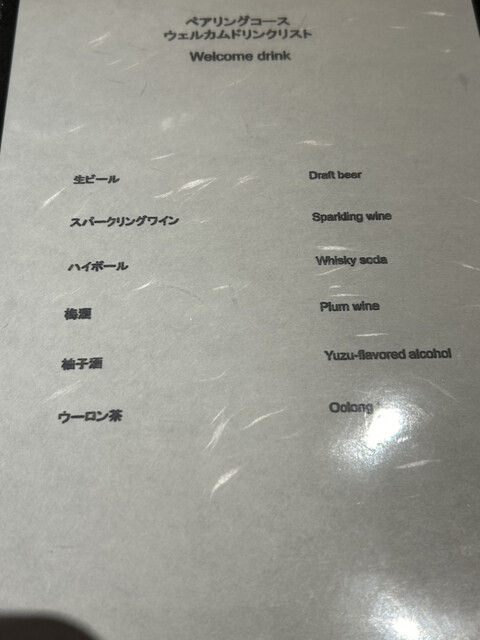 ペアリングコース
ウェルカムドリンクリスト
Welcome drink
生ビール Draft beer
スパークリングワイン Sparkling wine
ハイボール Whisky soda
梅酒 Plum wine
柚子酒 Yuzu-flavored alcohol
ウーロン茶 Oolong